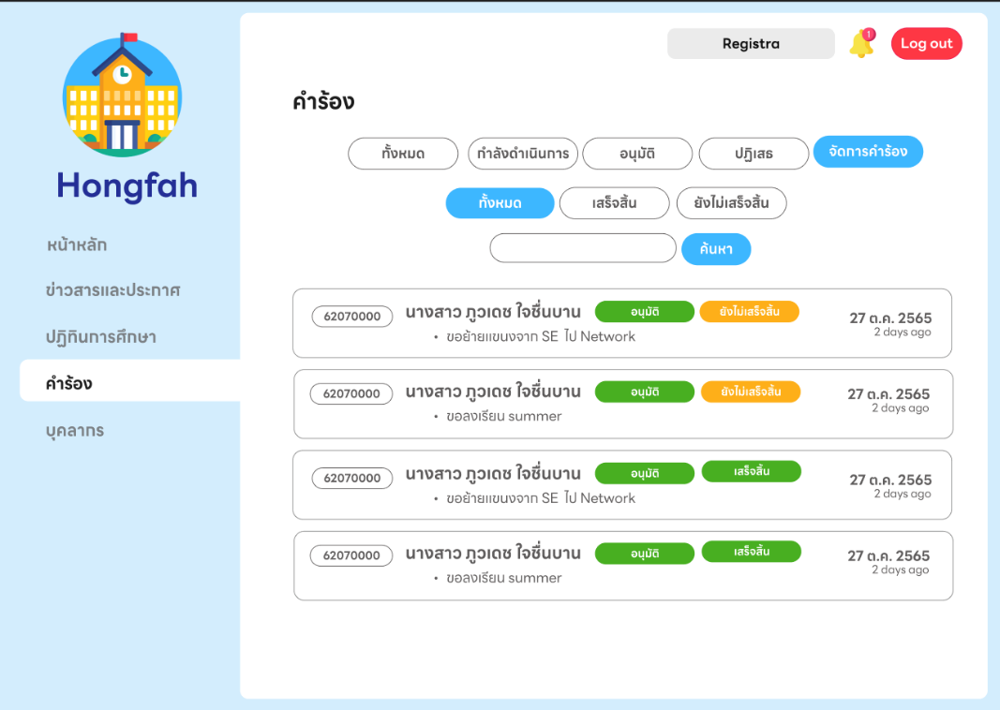 Registra
1
Log out
Hongfah
หน้าหลัก
ข่าวสารและประกาศ
ปฏิทินการศึกษา
คำร้อง
บุคลากร
คำร้อง
ทั้งหมด กำลังดำเนินการ อนุมัติ ปฏิเสธ จัดการคำร้อง
ทั้งหมด เสร็จสิ้น ยังไม่เสร็จสิ้น
ค้นหา
62070000 นางสาว ภูวเดช ใจชื่นบาน อนุมัติ ยังไม่เสร็จสิ้น 27 ต.ค. 2565
• ขอย้ายแขนงจาก SE ไป Network 2 days ago
62070000 นางสาว ภูวเดช ใจชื่นบาน อนุมัติ ยังไม่เสร็จสิ้น 27 ต.ค. 2565
• ขอลงเรียน summer 2 days ago
62070000 นางสาว ภูวเดช ใจชื่นบาน อนุมัติ เสร็จสิ้น 27 ต.ค. 2565
• ขอย้ายแขนงจาก SE ไป Network 2 days ago
62070000 นางสาว ภูวเดช ใจชื่นบาน อนุมัติ เสร็จสิ้น 27 ต.ค. 2565
• ขอลงเรียน summer 2 days ago